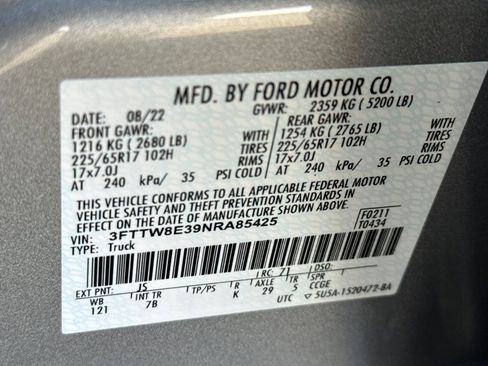 MFD. BY FORD MOTOR CO.
DATE: 08/22 GVWR: 2359 KG ( 5200 LB)
FRONT GAWR: REAR GAWR:
1216 KG ( 2680 LB) WITH 1254 KG ( 2765 LB) WITH
225/65R17 102H TIRES 225/65R17 102H TIRES
17x7.0J RIMS 17x7.0J RIMS
AT 240 kPa/ 35 PSI COLD AT 240 kPa/ 35 PSI COLD
THIS VEHICLE CONFORMS TO ALL APPLICABLE FEDERAL MOTOR
VEHICLE SAFETY AND THEFT PREVENTION STANDARDS IN
EFFECT ON THE DATE OF MANUFACTURE SHOWN ABOVE.
VIN: 3FTTW8E39NRA85425 F0211
TYPE: Truck T0434
EXT PNT: JS RC: 71 DSO:
WB INT TR TP/PS R AXLE TR SPR
121 7B K 29 5 CCGE
UTC 5U5A-1520472-BA